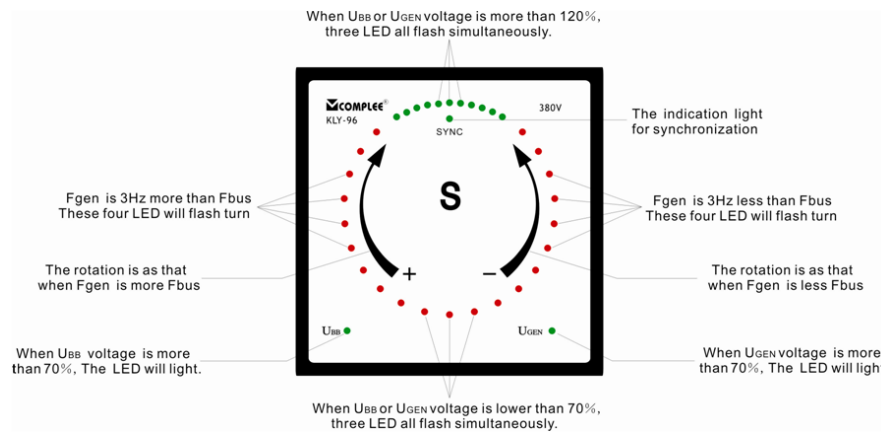 When UBB or UGEN voltage is more than 120%,
three LED all flash simultaneously.
COMPLEE®
KLY-96
380V
SYNC
The indication light
for synchronization
S
Fgen is 3Hz more than Fbus
These four LED will flash turn
Fgen is 3Hz less than Fbus
These four LED will flash turn
The rotation is as that
when Fgen is more Fbus
+
−
The rotation is as that
when Fgen is less Fbus
UBB
UGEN
When UBB voltage is more
than 70%, The LED will light.
When UGEN voltage is more
than 70%, The LED will light
When UBB or UGEN voltage is lower than 70%,
three LED all flash simultaneously.